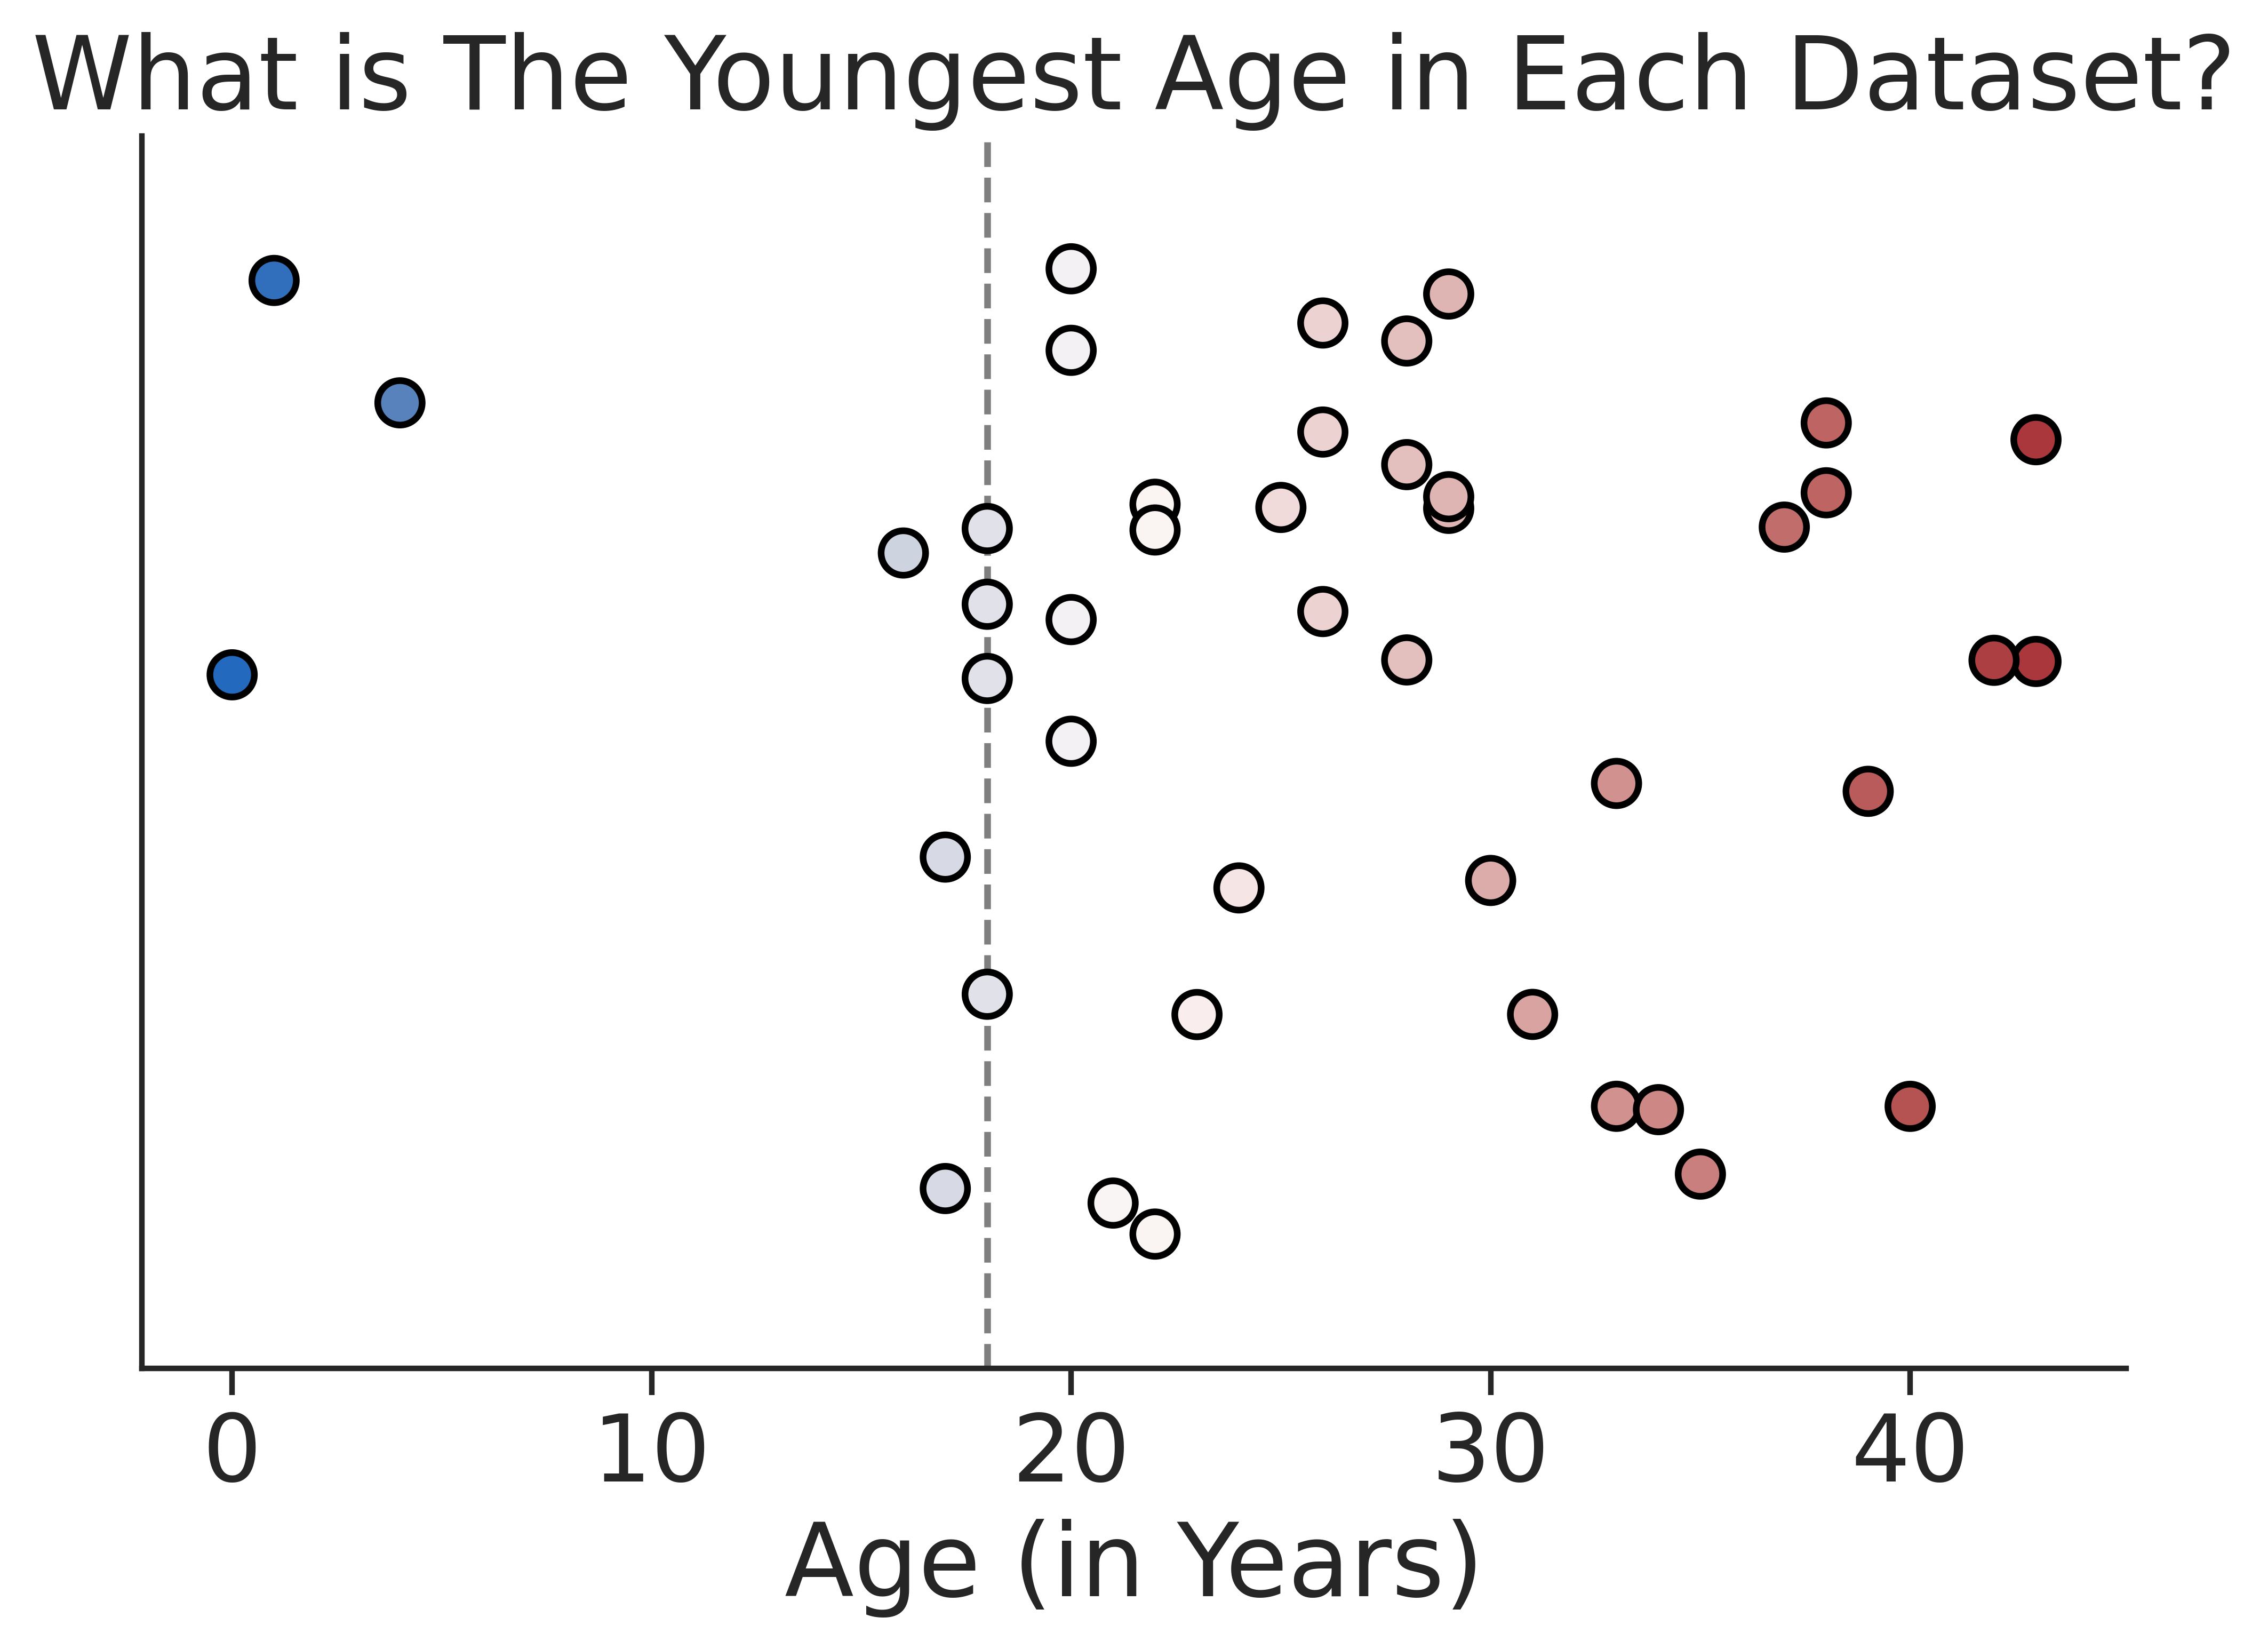 What is The Youngest Age in Each Dataset?
0 10 20 30 40
Age (in Years)